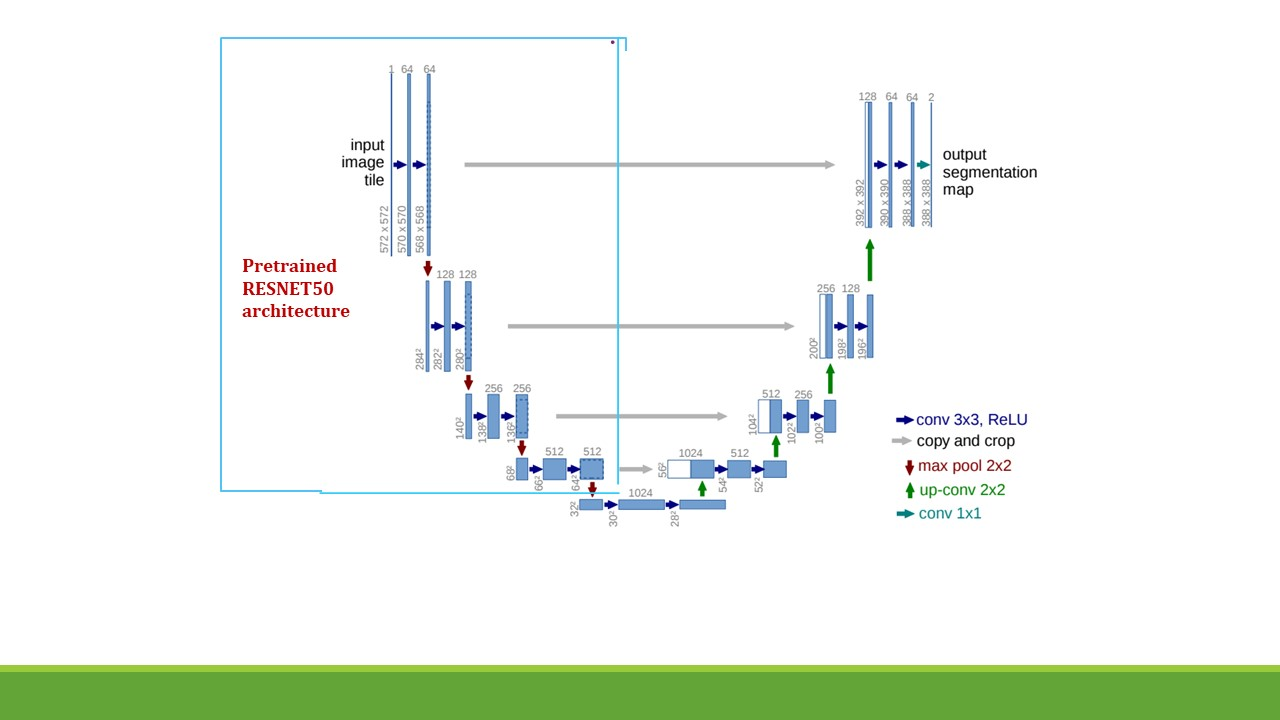 1 64 64
input
image
tile
572 x 572
570 x 570
568 x 568
128 64 64 2
output
segmentation
map
392 x 392
390 x 390
388 x 388
388 x 388
Pretrained
RESNET50
architecture
128 128
284²
282²
280²
256 128
200²
198²
196²
256 256
140²
138²
136²
512 256
104²
102²
100²
512 512
68²
66²
64²
1024 512
56²
54²
52²
1024
32²
30²
28²
conv 3x3, ReLU
copy and crop
max pool 2x2
up-conv 2x2
conv 1x1